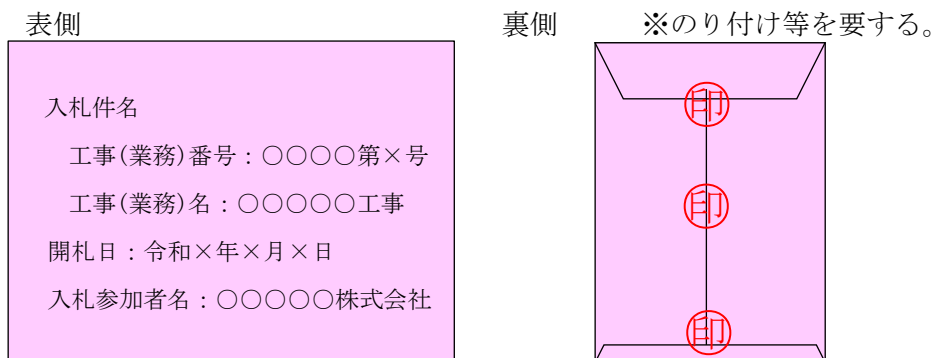 表側
入札件名
工事(業務)番号：○○○○第×号
工事(業務)名：○○○○○工事
開札日：令和×年×月×日
入札参加者名：○○○○○株式会社
裏側
※のり付け等を要する。
印
印
印